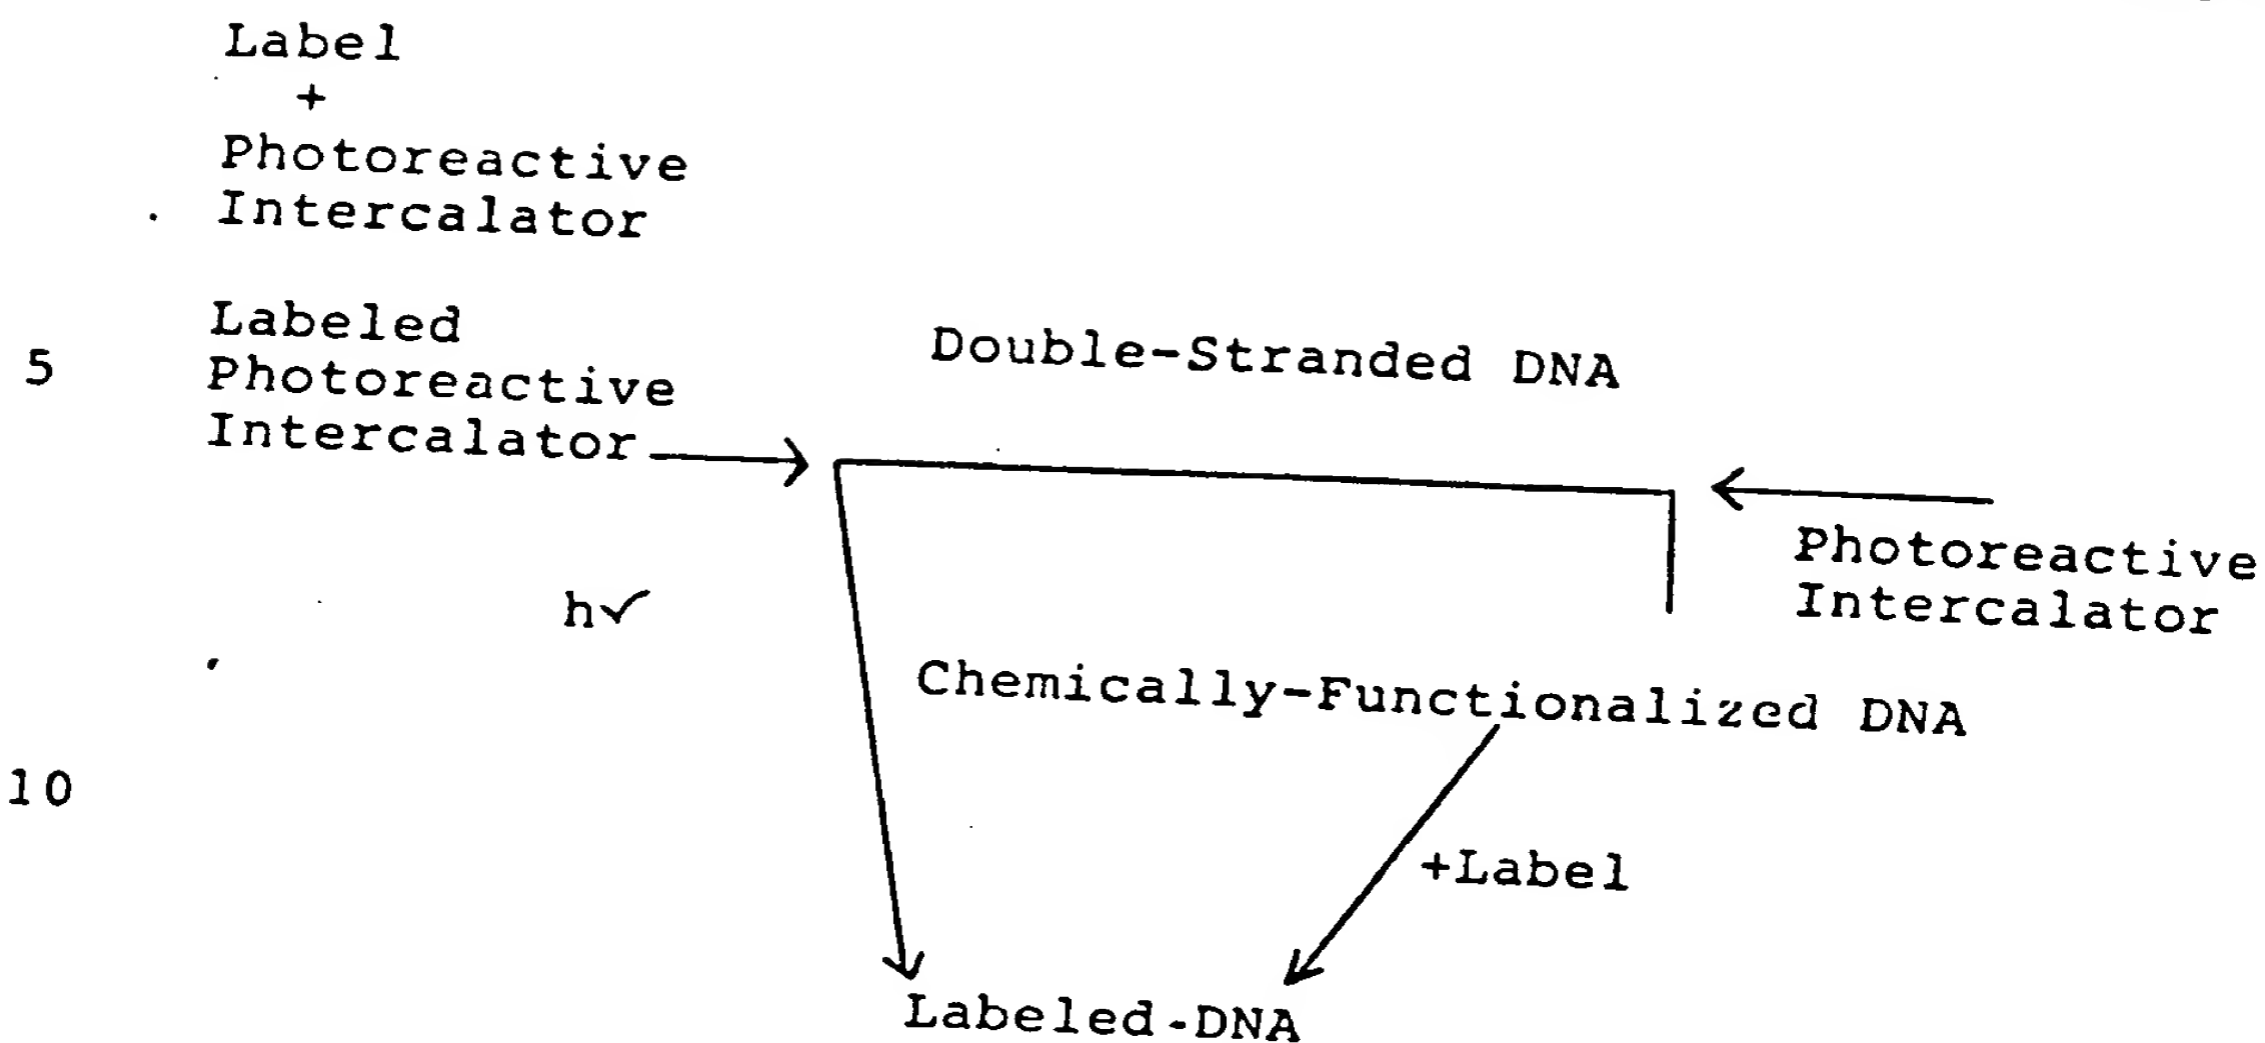 Label
+
Photoreactive
Intercalator
5
Labeled
Photoreactive
Intercalator
Double-Stranded DNA
Photoreactive
Intercalator
h✓
Chemically-Functionalized DNA
10
+Label
Labeled-DNA